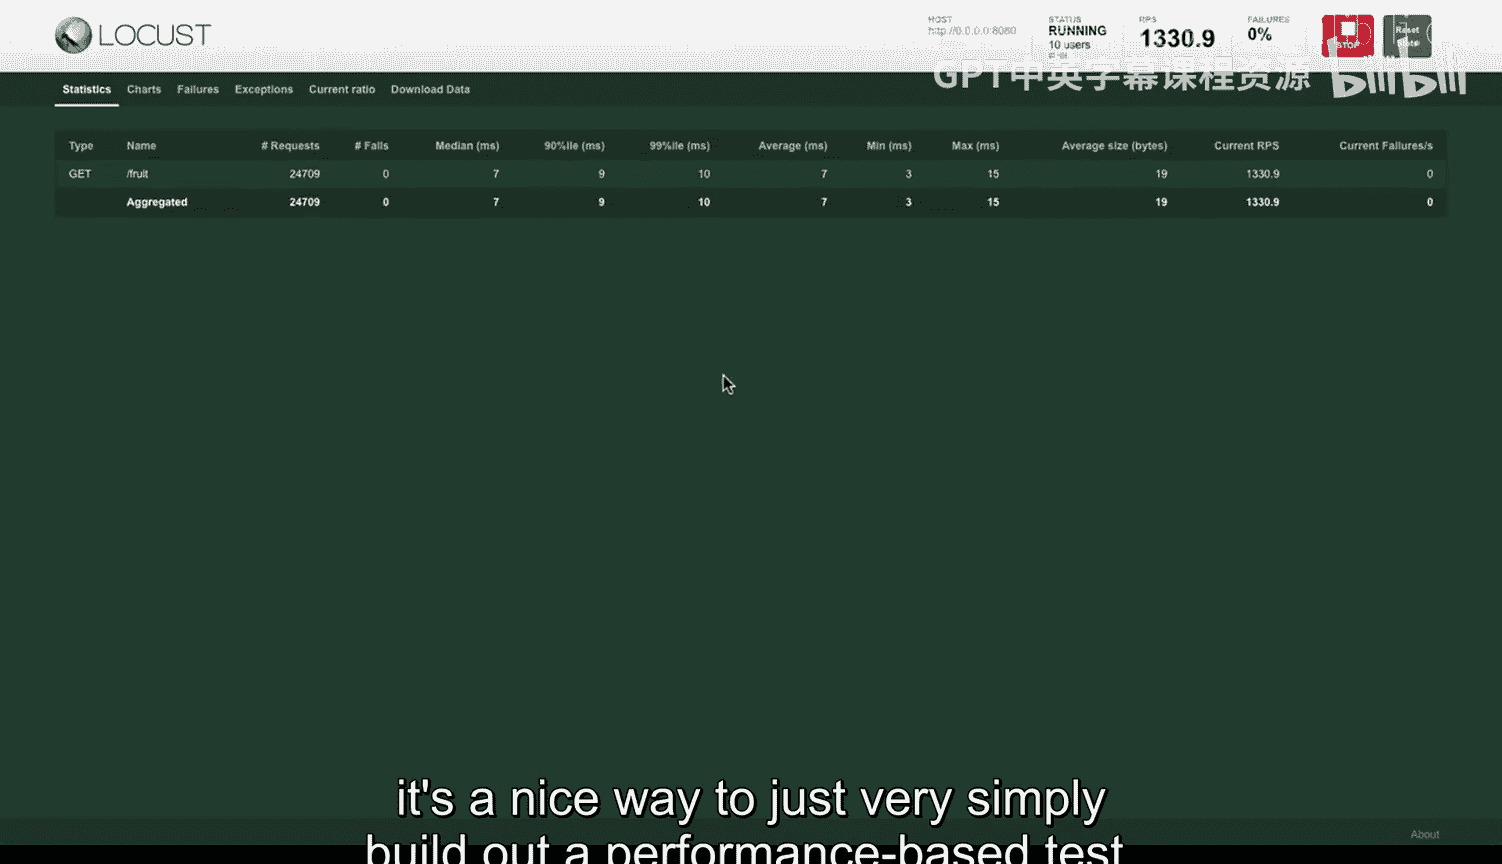 LOCUST
HOST
http://0.0.0.0:8080
STATUS
RUNNING
10 users
RPS
1330.9
FAILURES
0%
STOP
Reset
Stats
GPT中英字幕课程资源 bilibili
Statistics Charts Failures Exceptions Current ratio Download Data
Type Name # Requests # Fails Median (ms) 90%ile (ms) 99%ile (ms) Average (ms) Min (ms) Max (ms) Average size (bytes) Current RPS Current Failures/s
GET /fruit 24709 0 7 9 10 7 3 15 19 1330.9 0
Aggregated 24709 0 7 9 10 7 3 15 19 1330.9 0
it's a nice way to just very simply
build out a performance-based test
About